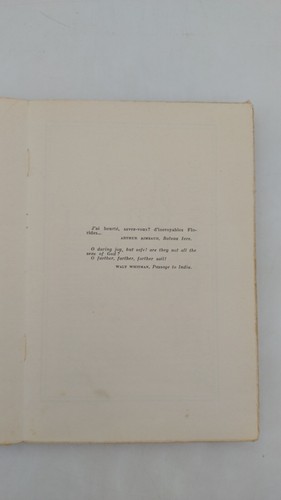 J'ai heurté, savez-vous? d'incroyables Flo-
rides...
ARTHUR RIMBAUD, Bateau Ivre.
O daring joy, but safe! are they not all the
seas of God?
O farther, farther, farther sail!
WALT WHITMAN, Passage to India.